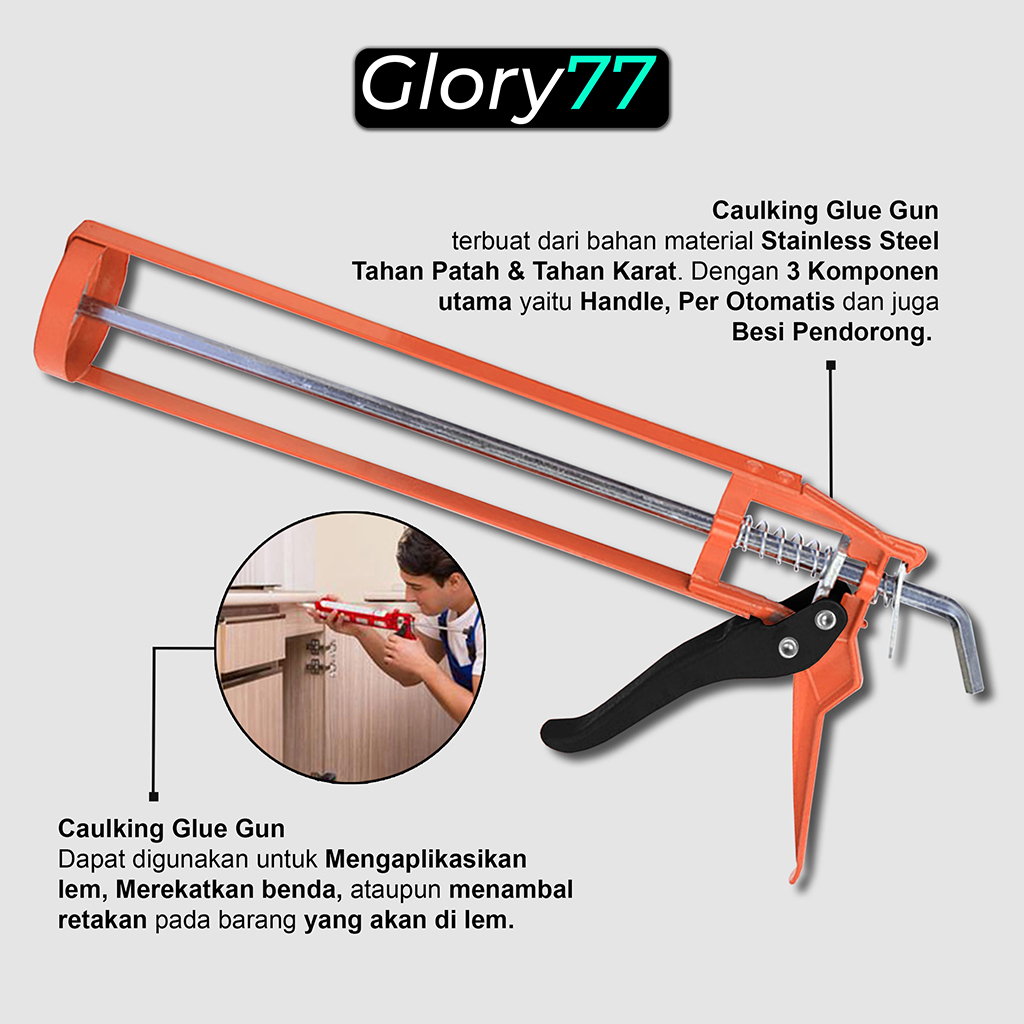 Glory77
Caulking Glue Gun
terbuat dari bahan material Stainless Steel
Tahan Patah & Tahan Karat. Dengan 3 Komponen
utama yaitu Handle, Per Otomatis dan juga
Besi Pendorong.
Caulking Glue Gun
Dapat digunakan untuk Mengaplikasikan
lem, Merekatkan benda, ataupun menambal
retakan pada barang yang akan di lem.